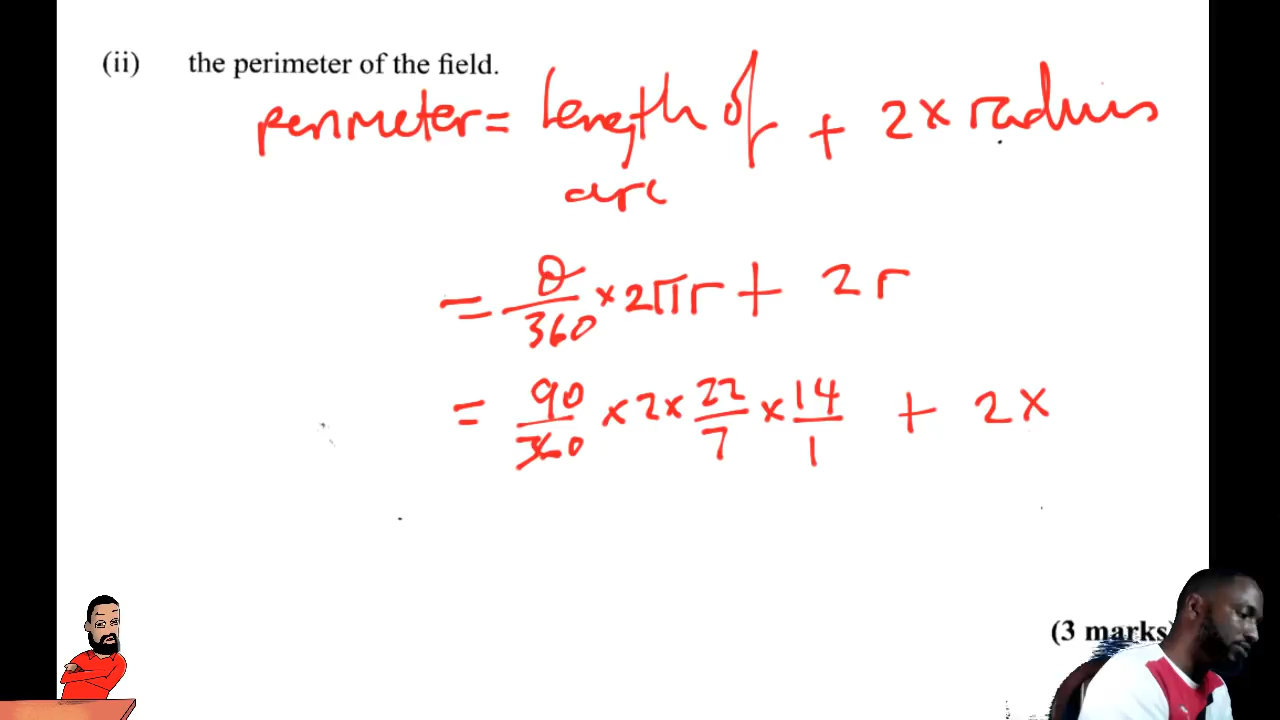 (ii) the perimeter of the field.
perimeter = length of + 2 x radius
arc
= θ/360 × 2πr + 2r
= 90/360 × 2 × 22/7 × 14/1 + 2 ×
(3 marks)